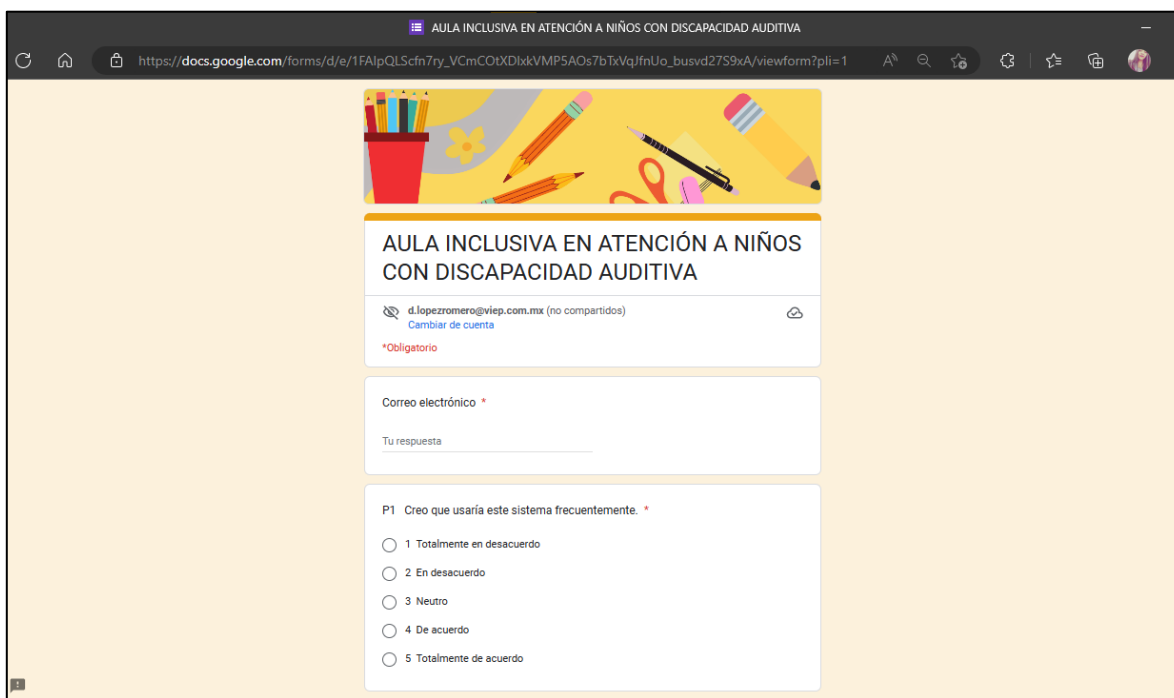 AULA INCLUSIVA EN ATENCIÓN A NIÑOS CON DISCAPACIDAD AUDITIVA
https://docs.google.com/forms/d/e/1FAIpQLScfn7ry_VCmCOtXDlxkVMP5AOs7bTxVqJfnUo_busvd27S9xA/viewform?pli=1
AULA INCLUSIVA EN ATENCIÓN A NIÑOS
CON DISCAPACIDAD AUDITIVA
d.lopezromero@viep.com.mx (no compartidos)
Cambiar de cuenta
*Obligatorio
Correo electrónico *
Tu respuesta
P1 Creo que usaría este sistema frecuentemente. *
1 Totalmente en desacuerdo
2 En desacuerdo
3 Neutro
4 De acuerdo
5 Totalmente de acuerdo